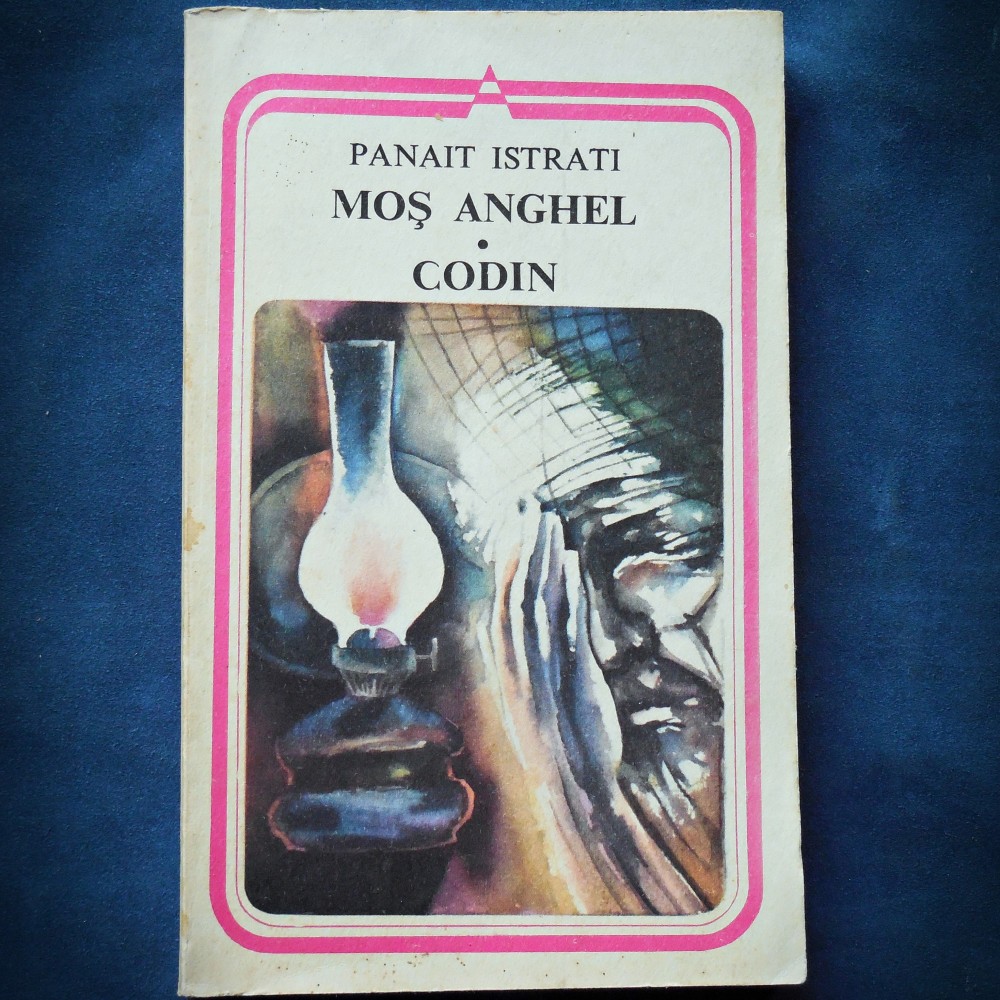 PANAIT ISTRATI
MOŞ ANGHEL
•
CODIN